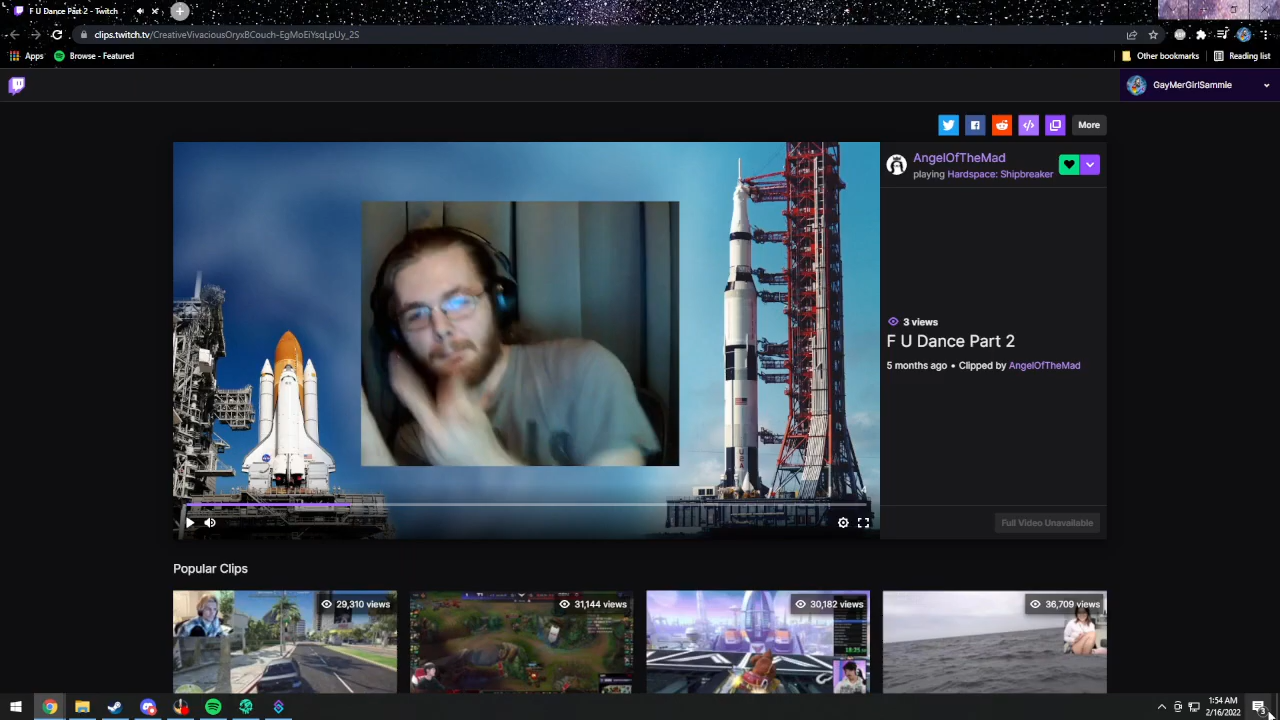 F U Dance Part 2 - Twitch
clips.twitch.tv/CreativeVivaciousOryxBCouch-EgMoEiYsqLpUy_2S
Apps
Browse - Featured
Other bookmarks
Reading list
GayMerGirlSammie
More
AngelOfTheMad
playing Hardspace: Shipbreaker
USA
3 views
F U Dance Part 2
5 months ago • Clipped by AngelOfTheMad
Full Video Unavailable
Popular Clips
29,310 views
31,144 views
30,182 views
36,709 views
1:54 AM
2/16/2022
3